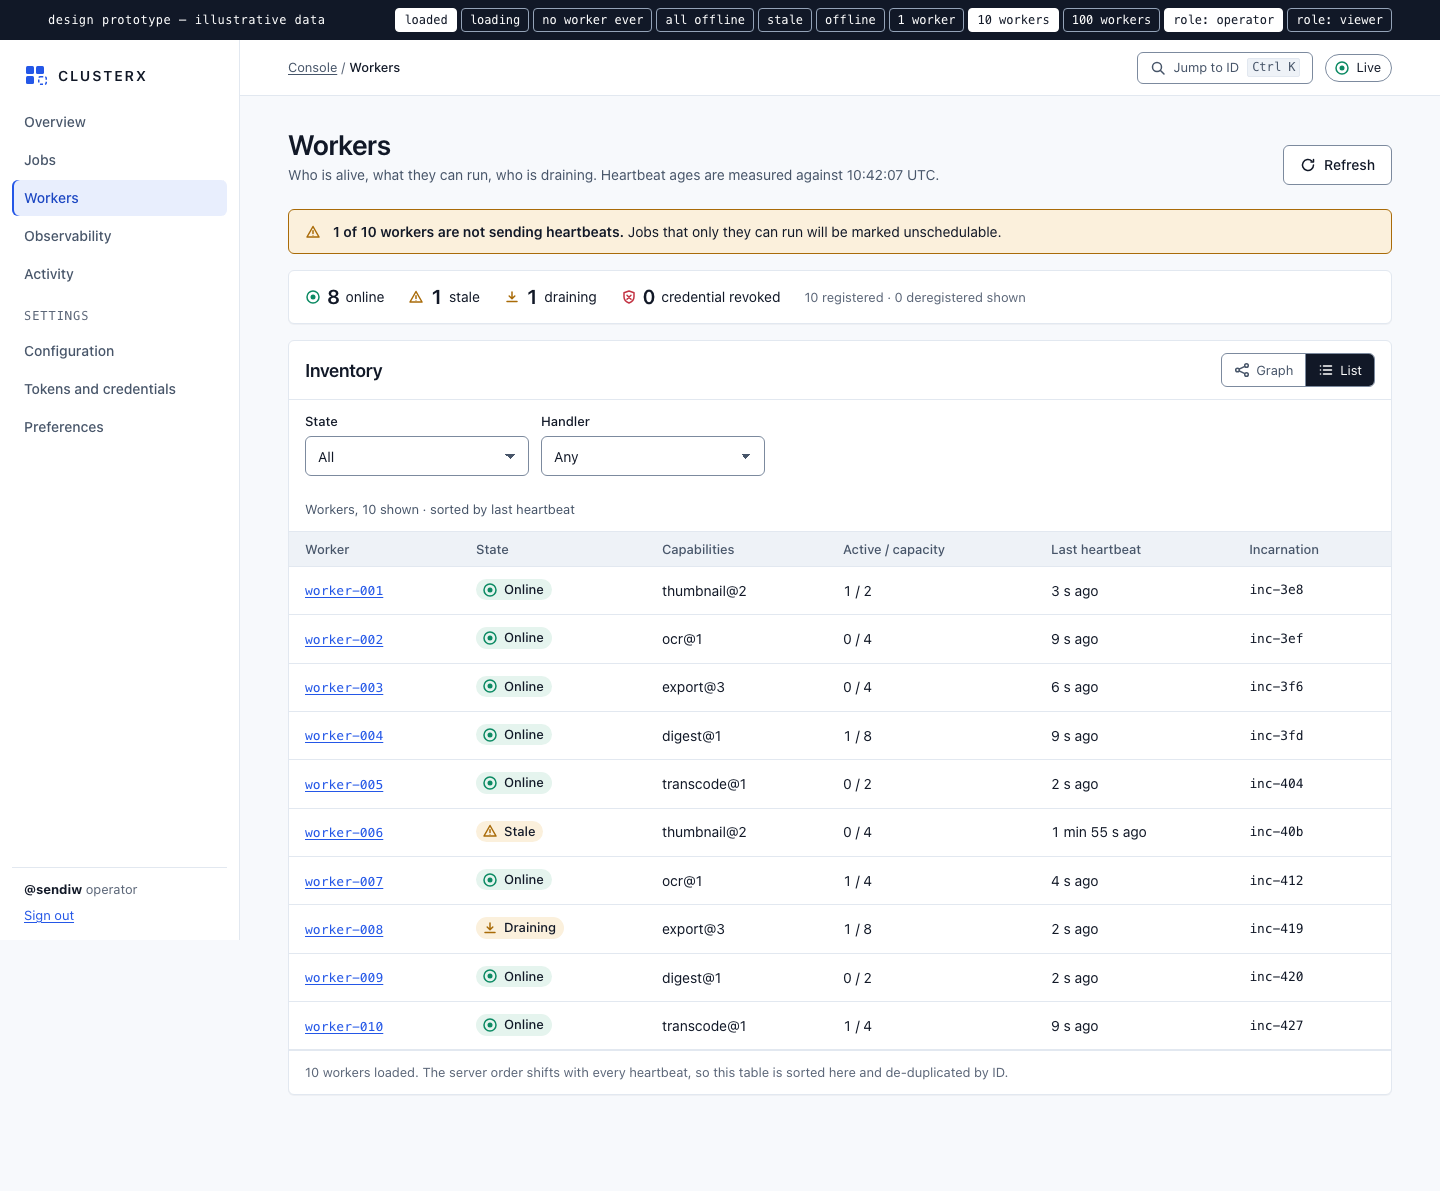 design prototype — illustrative data
loaded loading no worker ever all offline stale offline 1 worker 10 workers 100 workers role: operator role: viewer
CLUSTERX
Overview
Jobs
Workers
Observability
Activity
SETTINGS
Configuration
Tokens and credentials
Preferences
@sendiw operator
Sign out
Console / Workers
Jump to ID Ctrl K
Live
Workers
Who is alive, what they can run, who is draining. Heartbeat ages are measured against 10:42:07 UTC.
Refresh
1 of 10 workers are not sending heartbeats. Jobs that only they can run will be marked unschedulable.
8 online 1 stale 1 draining 0 credential revoked 10 registered · 0 deregistered shown
Inventory
Graph List
State Handler
All Any
Workers, 10 shown · sorted by last heartbeat
Worker State Capabilities Active / capacity Last heartbeat Incarnation
worker-001 Online thumbnail@2 1 / 2 3 s ago inc-3e8
worker-002 Online ocr@1 0 / 4 9 s ago inc-3ef
worker-003 Online export@3 0 / 4 6 s ago inc-3f6
worker-004 Online digest@1 1 / 8 9 s ago inc-3fd
worker-005 Online transcode@1 0 / 2 2 s ago inc-404
worker-006 Stale thumbnail@2 0 / 4 1 min 55 s ago inc-40b
worker-007 Online ocr@1 1 / 4 4 s ago inc-412
worker-008 Draining export@3 1 / 8 2 s ago inc-419
worker-009 Online digest@1 0 / 2 2 s ago inc-420
worker-010 Online transcode@1 1 / 4 9 s ago inc-427
10 workers loaded. The server order shifts with every heartbeat, so this table is sorted here and de-duplicated by ID.